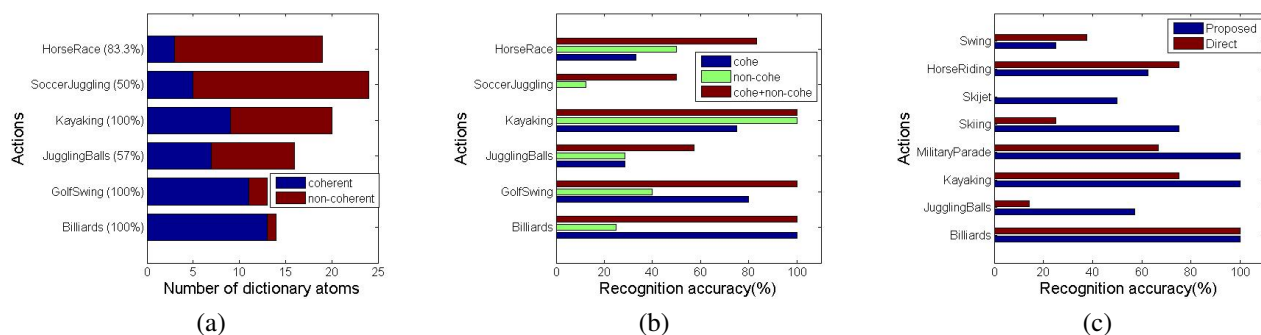 (a)
HorseRace (83.3%)
SoccerJuggling (50%)
Kayaking (100%)
JugglingBalls (57%)
GolfSwing (100%)
Billiards (100%)
Actions
coherent
non-coherent
0 5 10 15 20 25
Number of dictionary atoms
(a)
(b)
HorseRace
SoccerJuggling
Kayaking
JugglingBalls
GolfSwing
Billiards
Actions
cohe
non-cohe
cohe+non-cohe
0 20 40 60 80 100
Recognition accuracy(%)
(b)
(c)
Swing
HorseRiding
Skijet
Skiing
MilitaryParade
Kayaking
JugglingBalls
Billiards
Actions
Proposed
Direct
0 20 40 60 80 100
Recognition accuracy(%)
(c)